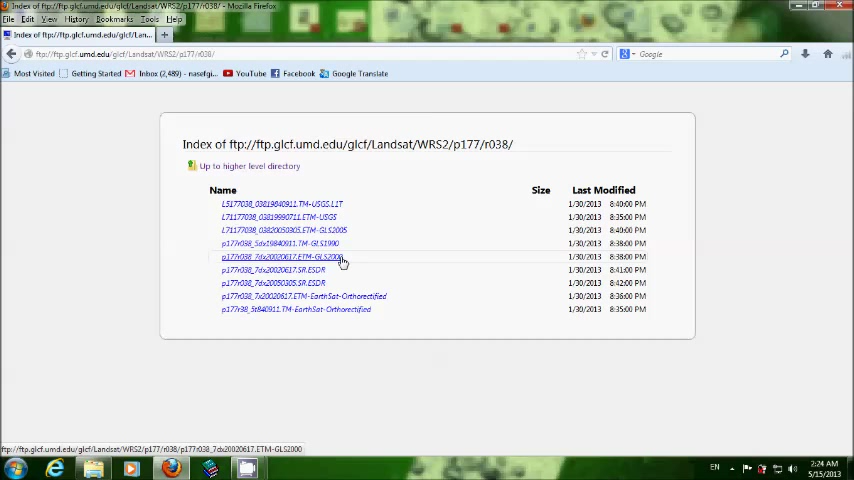 Index of ftp://ftp.glcf.umd.edu/glcf/Landsat/WRS2/p177/r038/ - Mozilla Firefox
File Edit View History Bookmarks Tools Help
Index of ftp://ftp.glcf.umd.edu/glcf/Lan...
ftp://ftp.glcf.umd.edu/glcf/Landsat/WRS2/p177/r038/
Google
Most Visited Getting Started Inbox (2,489) - nasefgi... YouTube Facebook Google Translate
Index of ftp://ftp.glcf.umd.edu/glcf/Landsat/WRS2/p177/r038/
Up to higher level directory
Name Size Last Modified
L5177038_03819840911.TM-USGS.L1T 1/30/2013 8:40:00 PM
L71177038_03819990711.ETM-USGS 1/30/2013 8:35:00 PM
L71177038_03820050305.ETM-GLS2005 1/30/2013 8:40:00 PM
p177r038_5dx19840911.TM-GLS1990 1/30/2013 8:38:00 PM
p177r038_7dx20020617.ETM-GLS2000 1/30/2013 8:38:00 PM
p177r038_7dx20020617.SR.ESDR 1/30/2013 8:41:00 PM
p177r038_7dx20050305.SR.ESDR 1/30/2013 8:42:00 PM
p177r038_7x20020617.ETM-EarthSat-Orthorectified 1/30/2013 8:36:00 PM
p177r38_5t840911.TM-EarthSat-Orthorectified 1/30/2013 8:35:00 PM
ftp://ftp.glcf.umd.edu/glcf/Landsat/WRS2/p177/r038/p177r038_7dx20020617.ETM-GLS2000
EN
2:24 AM
5/15/2013